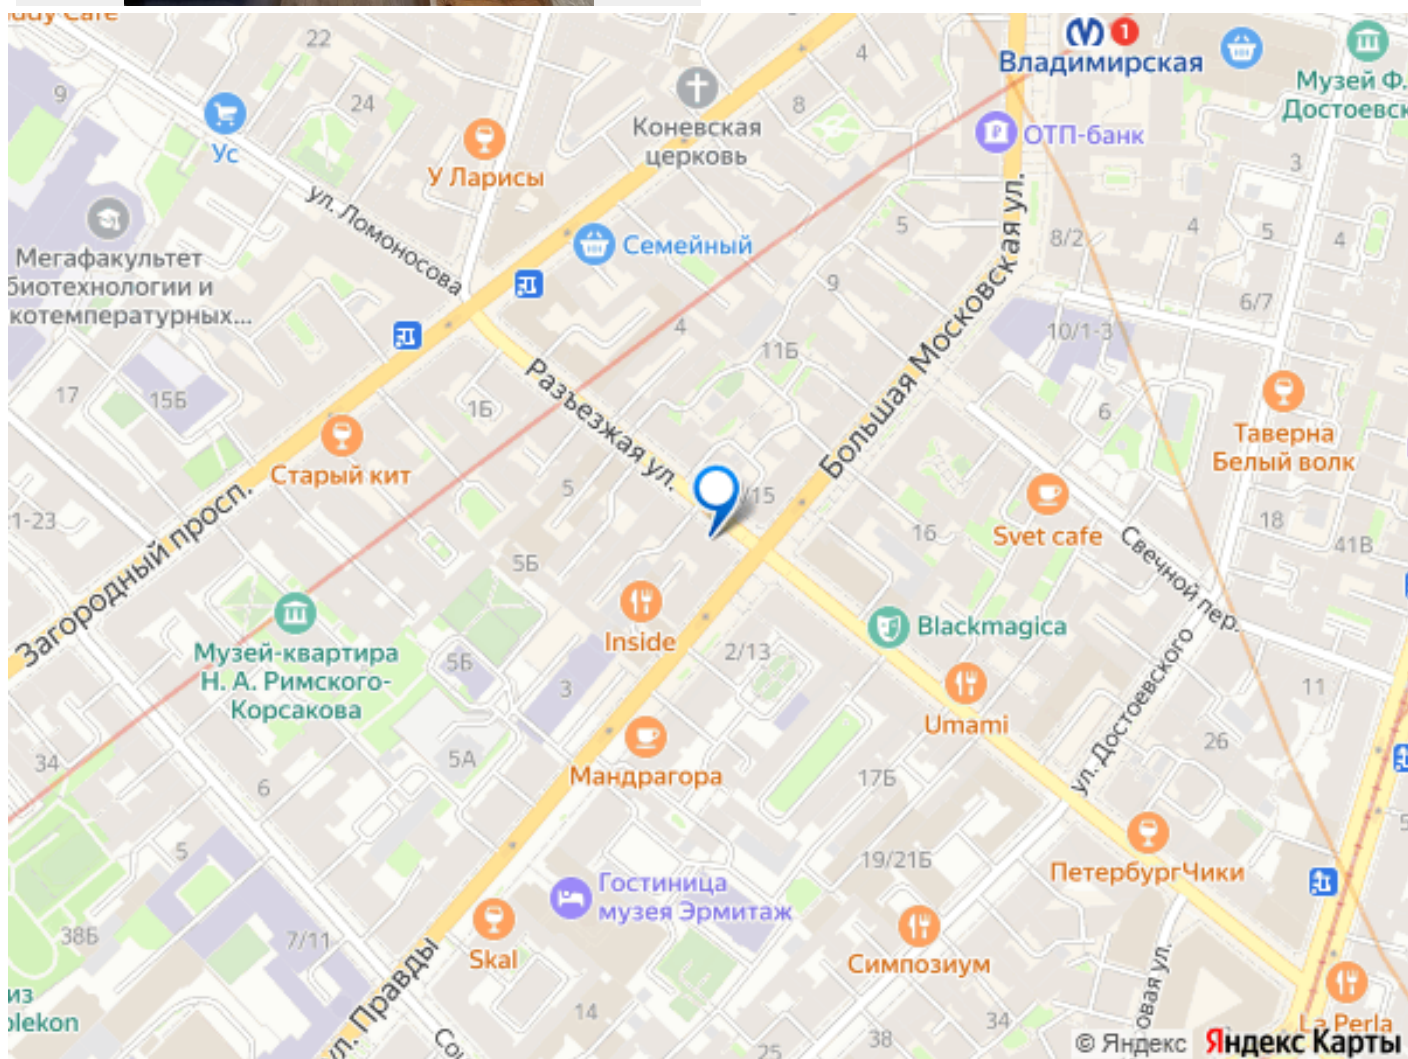 22
4
Владимирская
1
Музей Ф.
9
24
8
Коневская
церковь
ОТП-банк
Ус
У Ларисы
3
ул. Ломоносова
Мегафакультет
биотехнологии и
котемпературных...
Семейный
5
8/2
4
5
4
9
6/7
Большая Московская ул.
4
11Б
10/1-3
17
15Б
1Б
Разъезжая ул.
6
Таверна
Белый волк
Старый кит
5
/15
1-23
16
Svet cafe
18
41В
Загородный просп.
5Б
Свечной пер.
Inside
Blackmagica
Музей-квартира
Н. А. Римского-
Корсакова
5Б
2/13
3
11
Umami
ул. Достоевского
34
5А
Мандрагора
17Б
26
6
5
19/21Б
ПетербургЧики
Гостиница
музея Эрмитаж
38Б
7/11
Skal
Симпозиум
ул. Правды
14
34
La Perla
25
38
© Яндекс
Яндекс Карты